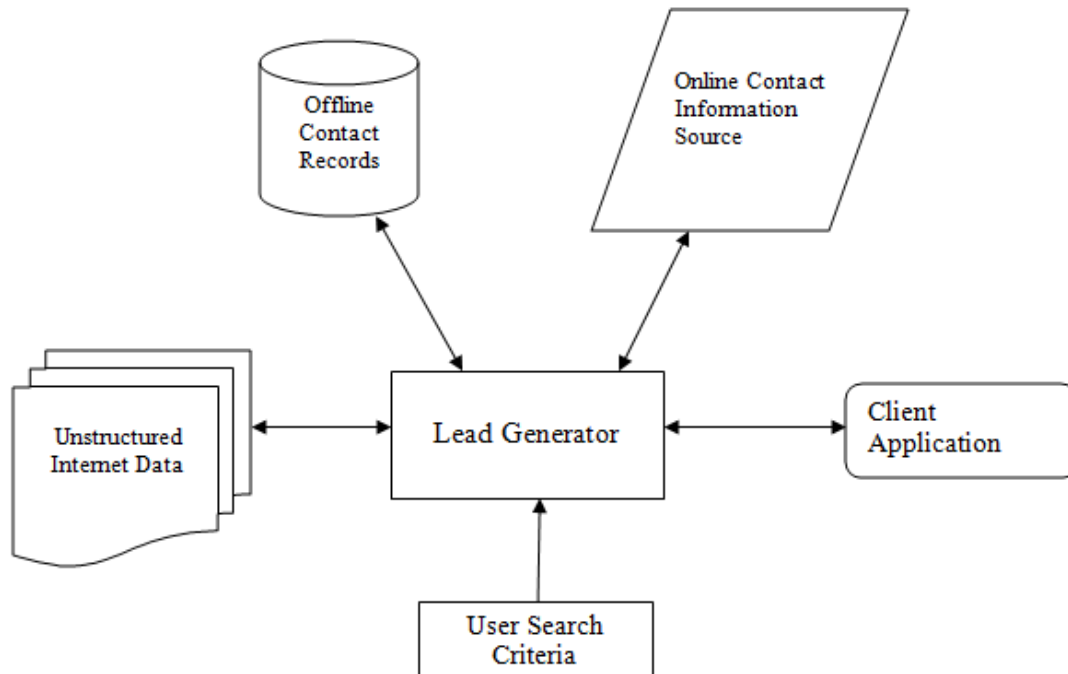 Offline
Contact
Records
Online Contact
Information
Source
Unstructured
Internet Data
Lead Generator
Client
Application
User Search
Criteria